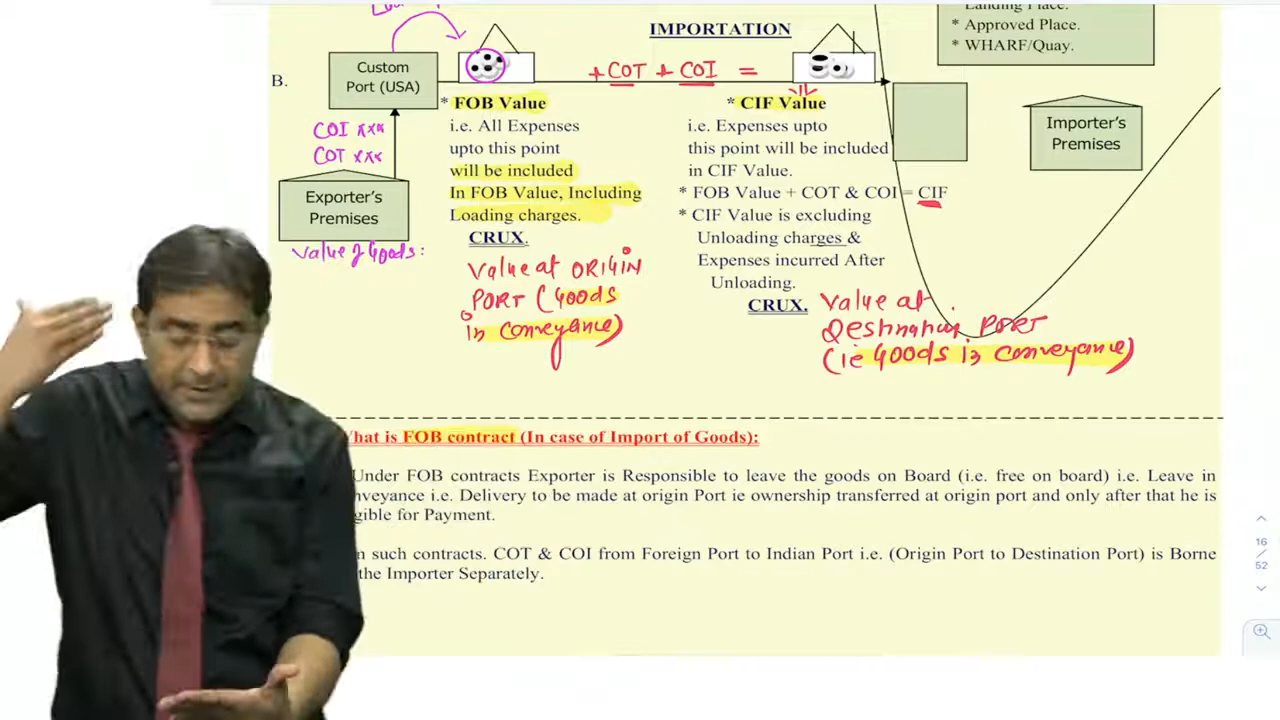 Landing Place.
* Approved Place.
* WHARF/Quay.
IMPORTATION
B.
Custom
Port (USA)
+ COT + COI =
COI xxx
COT xxx
Exporter's
Premises
Value of Goods:
* FOB Value
i.e. All Expenses
upto this point
will be included
In FOB Value, Including
Loading charges.
CRUX.
Value at ORIGIN
PORT (Goods
in conveyance)
* CIF Value
i.e. Expenses upto
this point will be included
in CIF Value.
* FOB Value + COT & COI = CIF
* CIF Value is excluding
Unloading charges &
Expenses incurred After
Unloading.
CRUX. Value at
Destination PORT
(ie Goods in conveyance)
Importer's
Premises
hat is FOB contract (In case of Import of Goods):
Under FOB contracts Exporter is Responsible to leave the goods on Board (i.e. free on board) i.e. Leave in
nveyance i.e. Delivery to be made at origin Port ie ownership transferred at origin port and only after that he is
gible for Payment.
n such contracts. COT & COI from Foreign Port to Indian Port i.e. (Origin Port to Destination Port) is Borne
the Importer Separately.
16
/
52